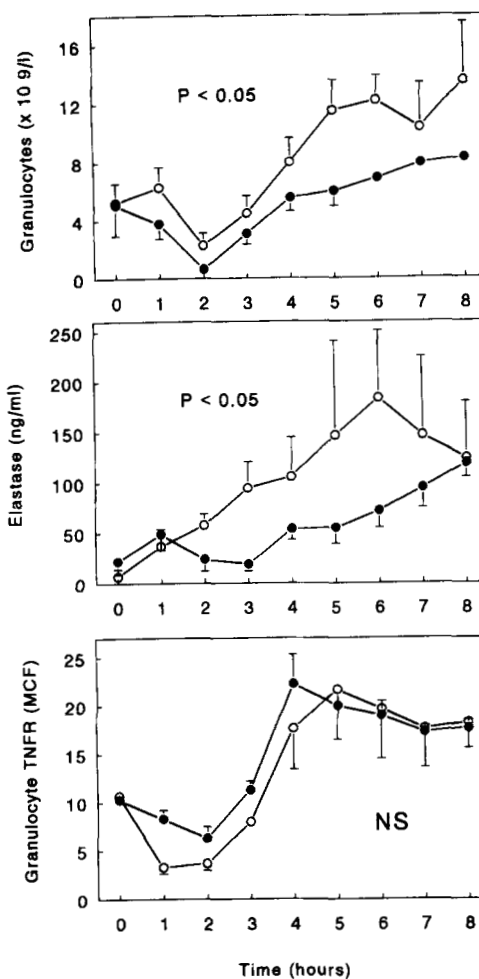 Granulocytes (x 10 9/l)
16
12
8
4
0
P < 0.05
0 1 2 3 4 5 6 7 8
Elastase (ng/ml)
250
200
150
100
50
0
P < 0.05
0 1 2 3 4 5 6 7 8
Granulocyte TNFR (MCF)
25
20
15
10
5
0
NS
0 1 2 3 4 5 6 7 8
Time (hours)